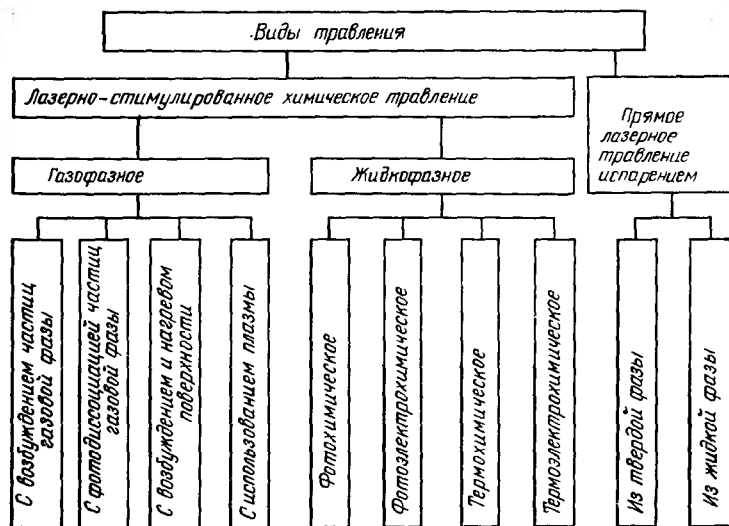 Виды травления
Лазерно-стимулированное химическое травление
Прямое
лазерное
травление
испарением
Газофазное
Жидкофазное
С возбуждением частиц
газовой фазы
С фотодиссоциацией частиц
газовой фазы
С возбуждением и нагревом
поверхности
С использованием плазмы
Фотохимическое
Фотоэлектрохимическое
Термохимическое
Термоэлектрохимическое
Из твердой фазы
Из жидкой фазы